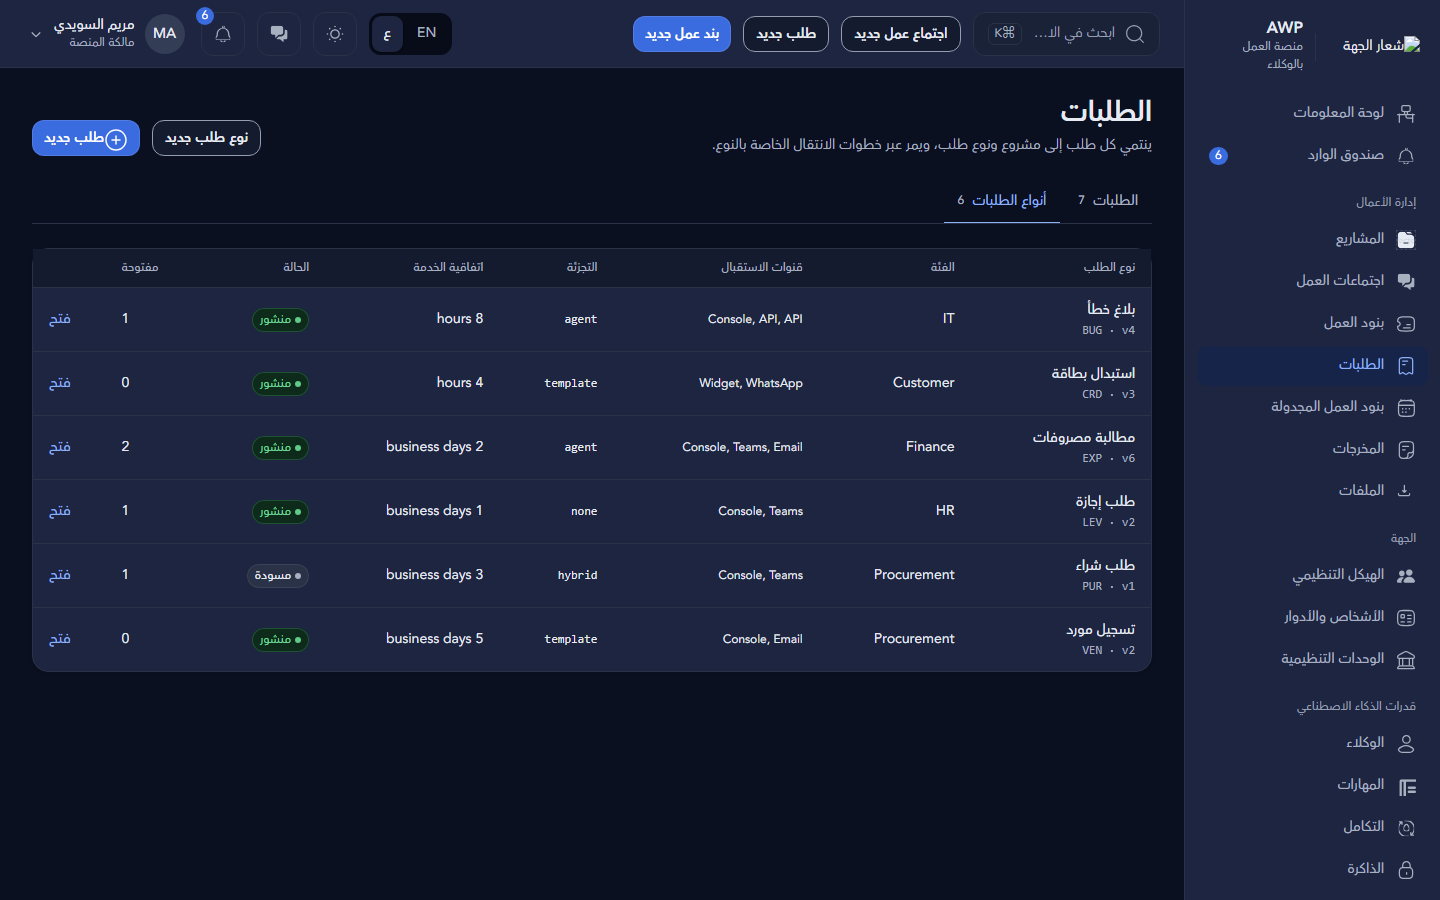 شعار الجهة
AWP
منصة العمل
بالوكلاء
لوحة المعلومات
صندوق الوارد 6
إدارة الأعمال
المشاريع
اجتماعات العمل
بنود العمل
الطلبات
بنود العمل المجدولة
المخرجات
الملفات
الجهة
الهيكل التنظيمي
الأشخاص والأدوار
الوحدات التنظيمية
قدرات الذكاء الاصطناعي
الوكلاء
المهارات
التكامل
الذاكرة
ابحث في الا... ⌘K
اجتماع عمل جديد
طلب جديد
بند عمل جديد
EN ع
6
MA
مريم السويدي
مالكة المنصة
الطلبات
ينتمي كل طلب إلى مشروع ونوع طلب، ويمر عبر خطوات الانتقال الخاصة بالنوع.
نوع طلب جديد
طلب جديد
الطلبات 7
أنواع الطلبات 6
نوع الطلب الفئة قنوات الاستقبال التجزئة اتفاقية الخدمة الحالة مفتوحة
بلاغ خطأ IT Console, API, API agent 8 hours منشور 1 فتح
BUG · v4
استبدال بطاقة Customer Widget, WhatsApp template 4 hours منشور 0 فتح
CRD · v3
مطالبة مصروفات Finance Console, Teams, Email agent 2 business days منشور 2 فتح
EXP · v6
طلب إجازة HR Console, Teams none 1 business days منشور 1 فتح
LEV · v2
طلب شراء Procurement Console, Teams hybrid 3 business days مسودة 1 فتح
PUR · v1
تسجيل مورد Procurement Console, Email template 5 business days منشور 0 فتح
VEN · v2